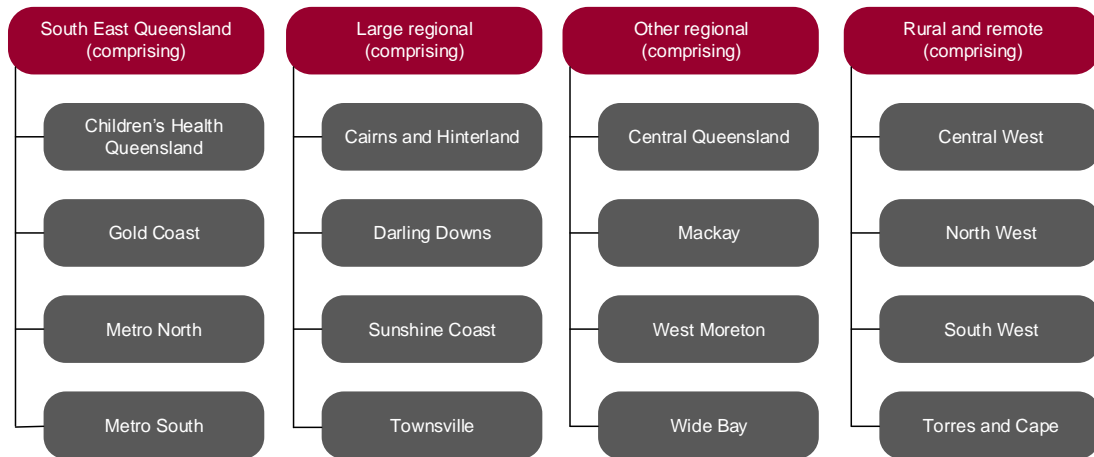 South East Queensland
(comprising)
Children's Health
Queensland
Gold Coast
Metro North
Metro South
Large regional
(comprising)
Cairns and Hinterland
Darling Downs
Sunshine Coast
Townsville
Other regional
(comprising)
Central Queensland
Mackay
West Moreton
Wide Bay
Rural and remote
(comprising)
Central West
North West
South West
Torres and Cape